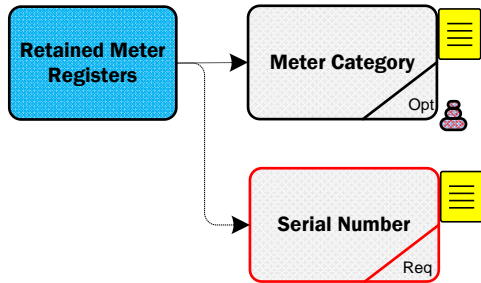 Retained Meter
Registers
Meter Category
Opt
Serial Number
Req